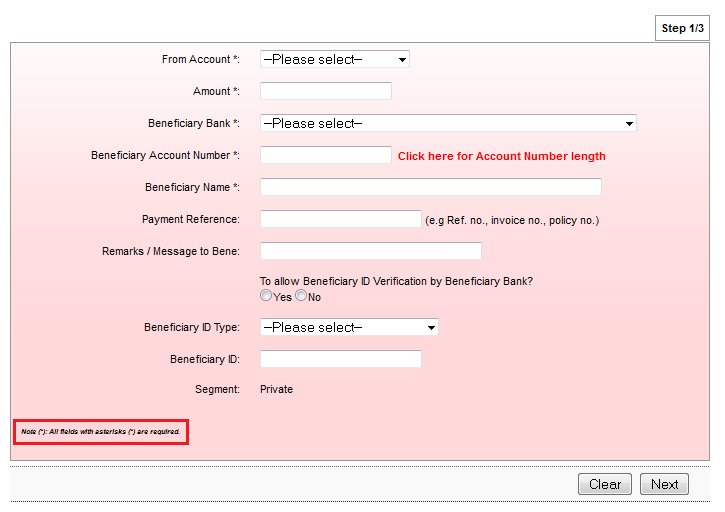 Step 1/3
From Account *: --Please select--
Amount *:
Beneficiary Bank *: --Please select--
Beneficiary Account Number *: Click here for Account Number length
Beneficiary Name *:
Payment Reference: (e.g Ref. no., invoice no., policy no.)
Remarks / Message to Bene:
To allow Beneficiary ID Verification by Beneficiary Bank?
Yes No
Beneficiary ID Type: --Please select--
Beneficiary ID:
Segment: Private
Note (*): All fields with asterisks (*) are required.
Clear Next